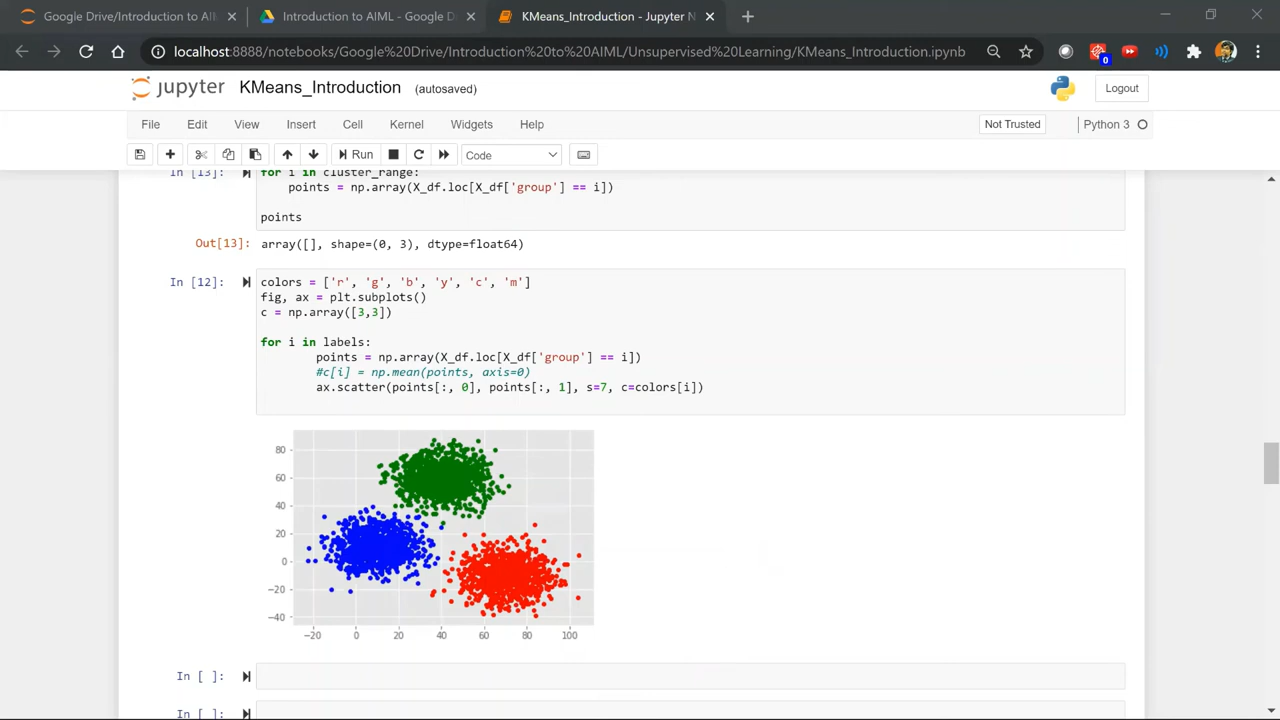 Google Drive/Introduction to AI
Introduction to AIML - Google D
KMeans_Introduction - Jupyter N
localhost:8888/notebooks/Google%20Drive/Introduction%20to%20AIML/Unsupervised%20Learning/KMeans_Introduction.ipynb
0
jupyter KMeans_Introduction (autosaved)
Logout
File Edit View Insert Cell Kernel Widgets Help
Not Trusted
Python 3
Run
Code
In [13]:
for i in cluster_range:
points = np.array(X_df.loc[X_df['group'] == i])
points
Out[13]: array([], shape=(0, 3), dtype=float64)
In [12]:
colors = ['r', 'g', 'b', 'y', 'c', 'm']
fig, ax = plt.subplots()
c = np.array([3,3])
for i in labels:
points = np.array(X_df.loc[X_df['group'] == i])
#c[i] = np.mean(points, axis=0)
ax.scatter(points[:, 0], points[:, 1], s=7, c=colors[i])
80
60
40
20
0
−20
−40
−20 0 20 40 60 80 100
In [ ]:
In [ ]: